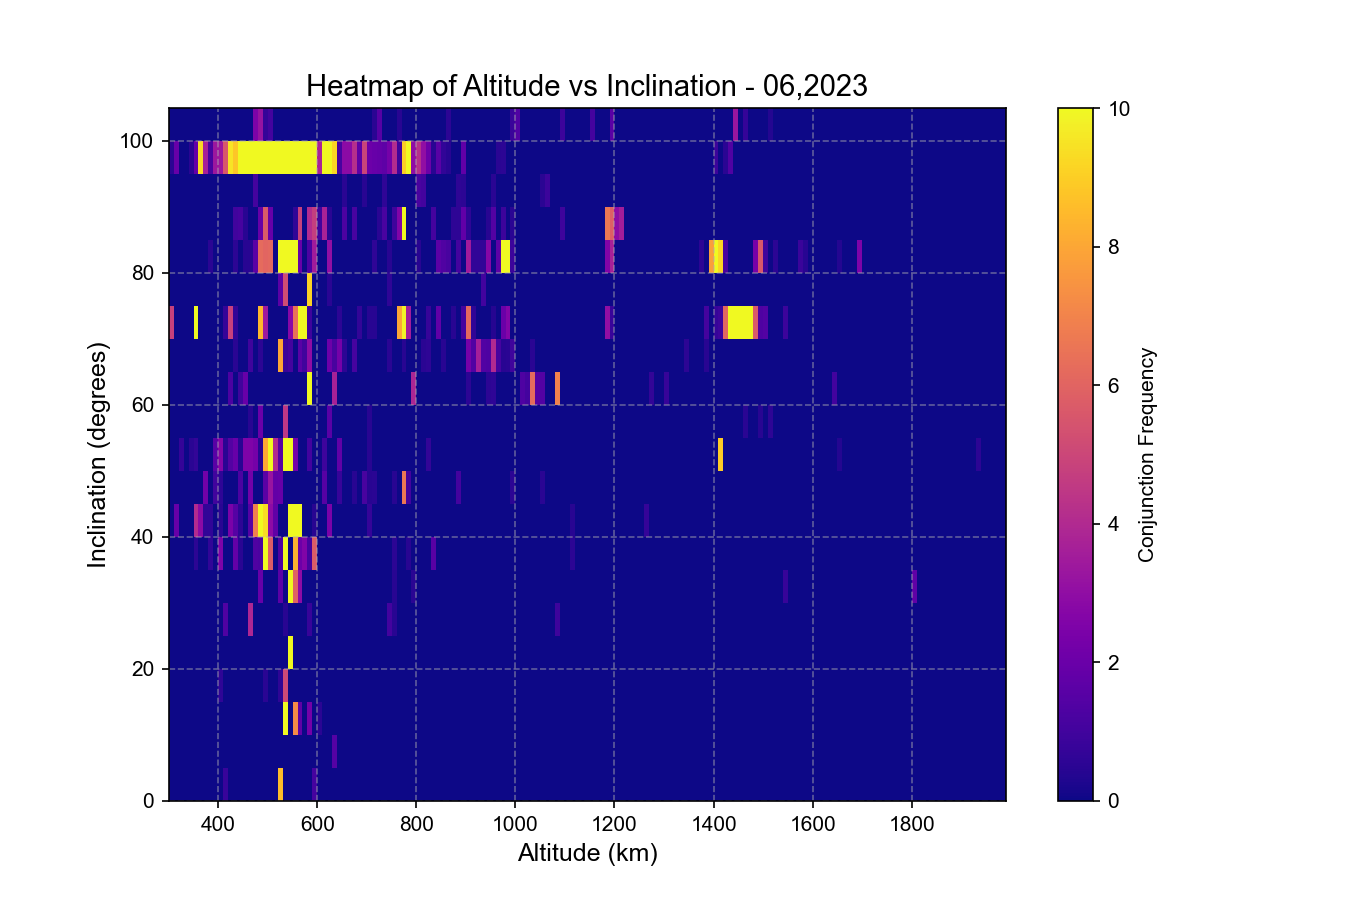 Heatmap of Altitude vs Inclination - 06,2023
100
80
60
40
20
0
Inclination (degrees)
400 600 800 1000 1200 1400 1600 1800
Altitude (km)
10
8
6
4
2
0
Conjunction Frequency